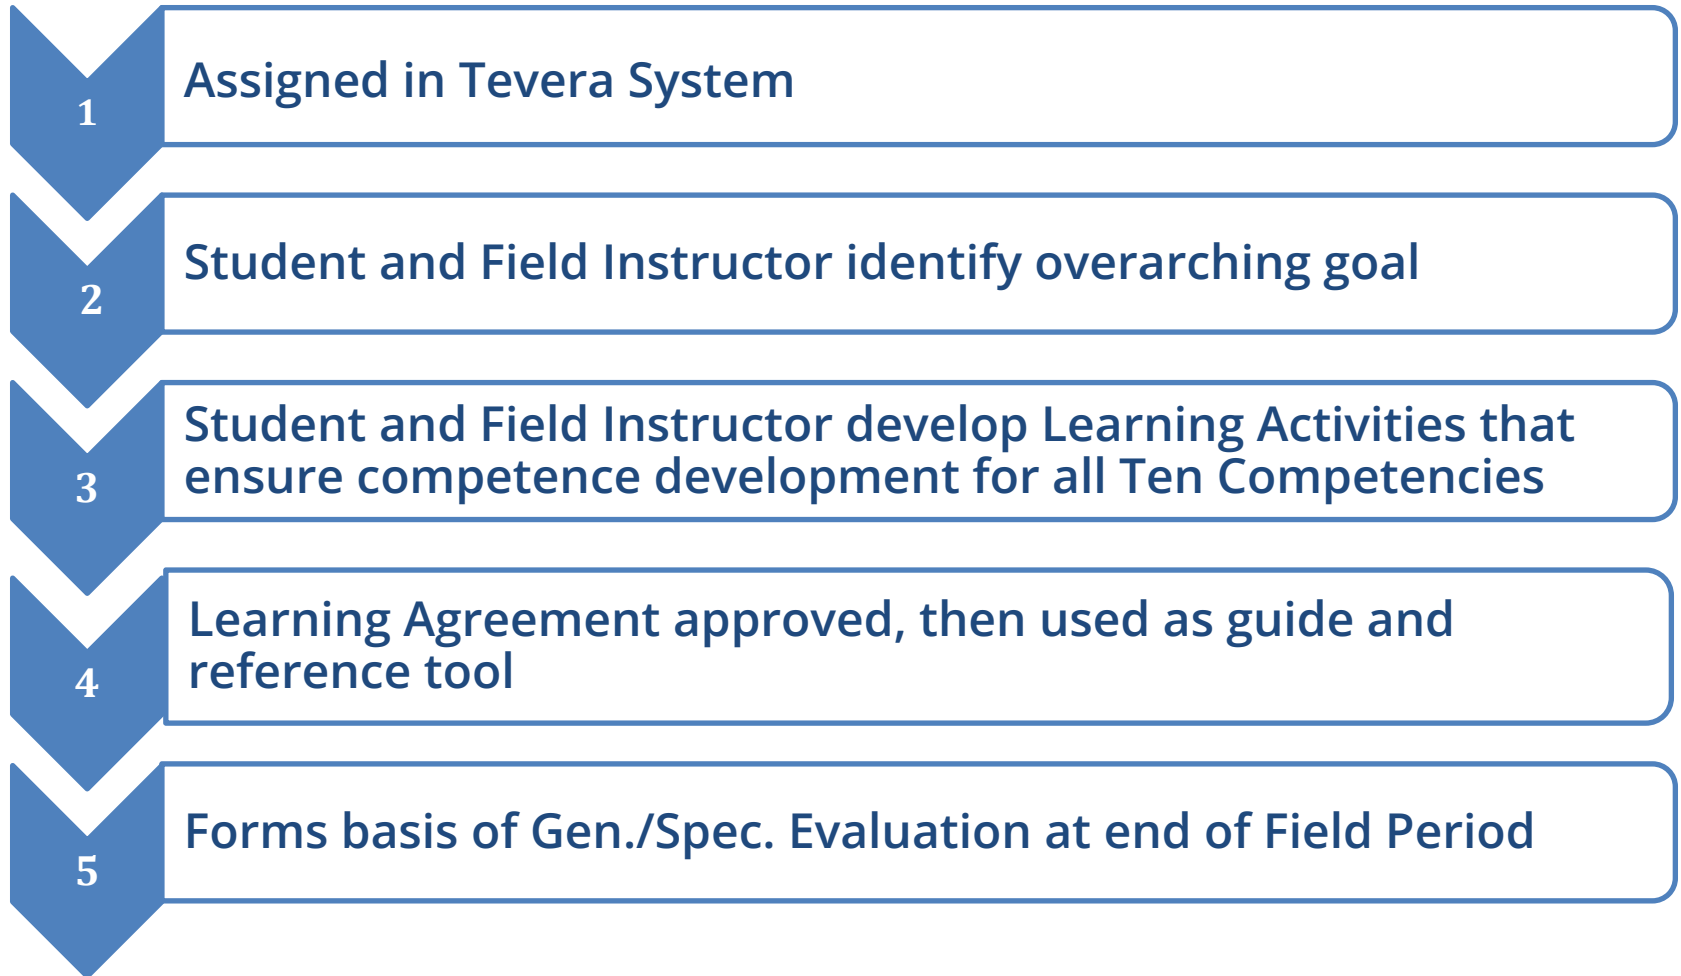 1
Assigned in Tevera System
2
Student and Field Instructor identify overarching goal
3
Student and Field Instructor develop Learning Activities that
ensure competence development for all Ten Competencies
4
Learning Agreement approved, then used as guide and
reference tool
5
Forms basis of Gen./Spec. Evaluation at end of Field Period